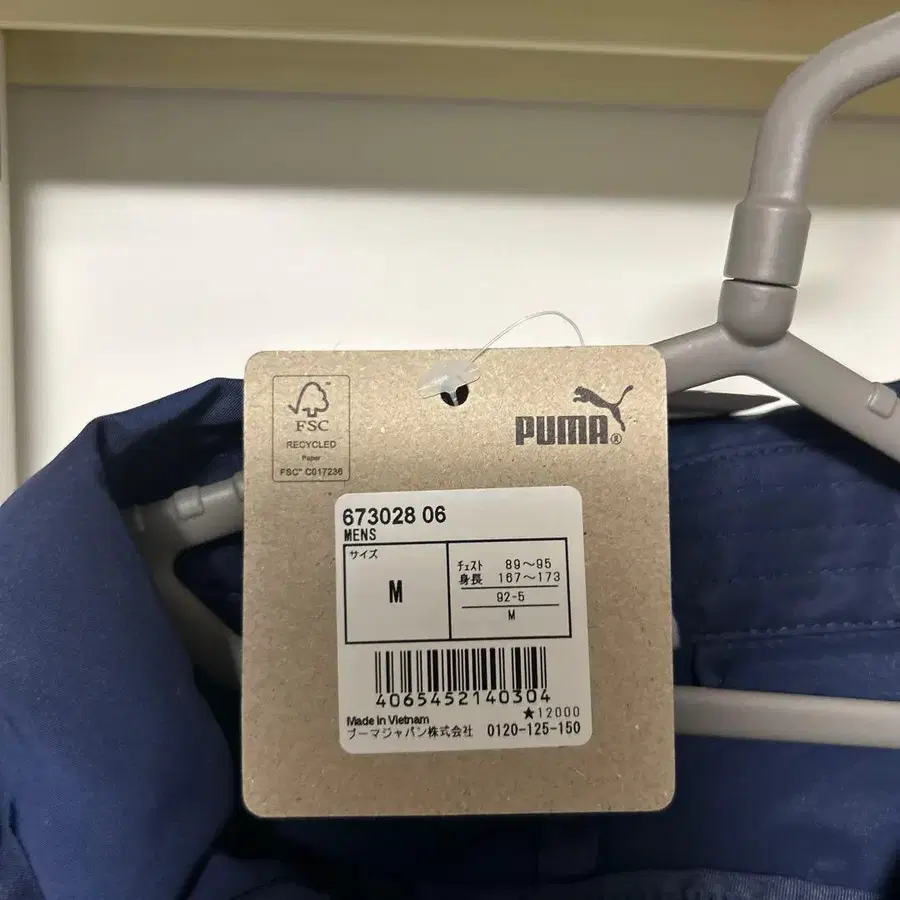 FSC
RECYCLED
Paper
FSC® C017236
PUMA®
673028 06
MENS
サイズ
M
チェスト 89～95
身長 167～173
92-5
M
4065452140304
★12000
Made in Vietnam
プーマジャパン株式会社 0120-125-150